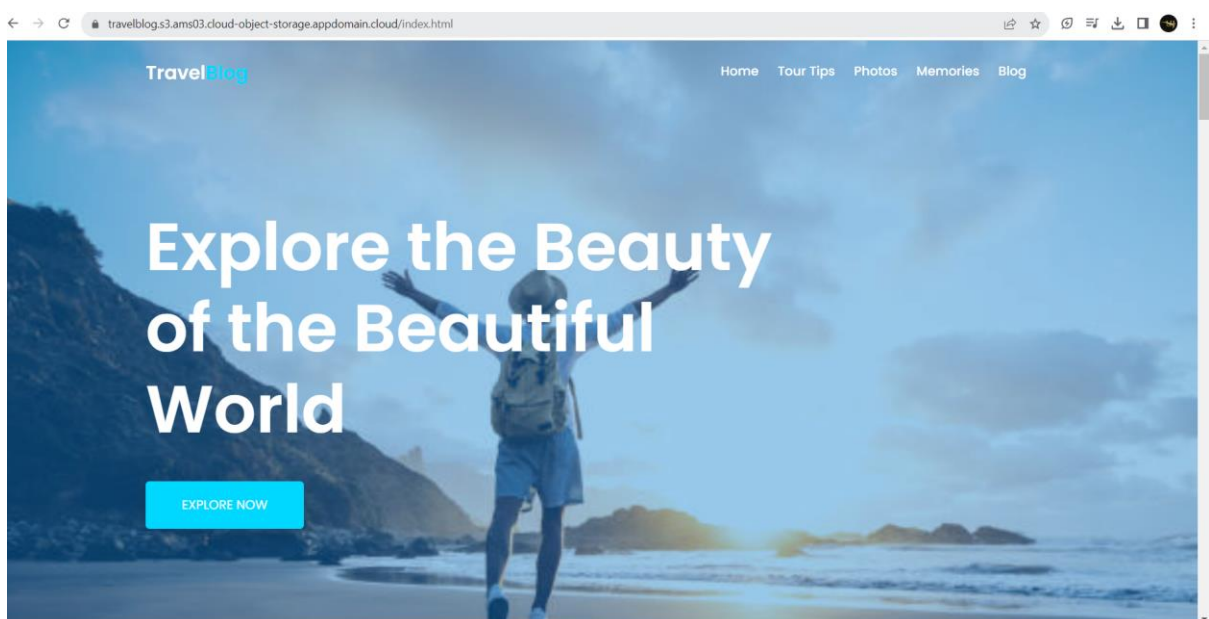 travelblog.s3.ams03.cloud-object-storage.appdomain.cloud/index.html
TravelBlog
Home Tour Tips Photos Memories Blog
Explore the Beauty
of the Beautiful
World
EXPLORE NOW